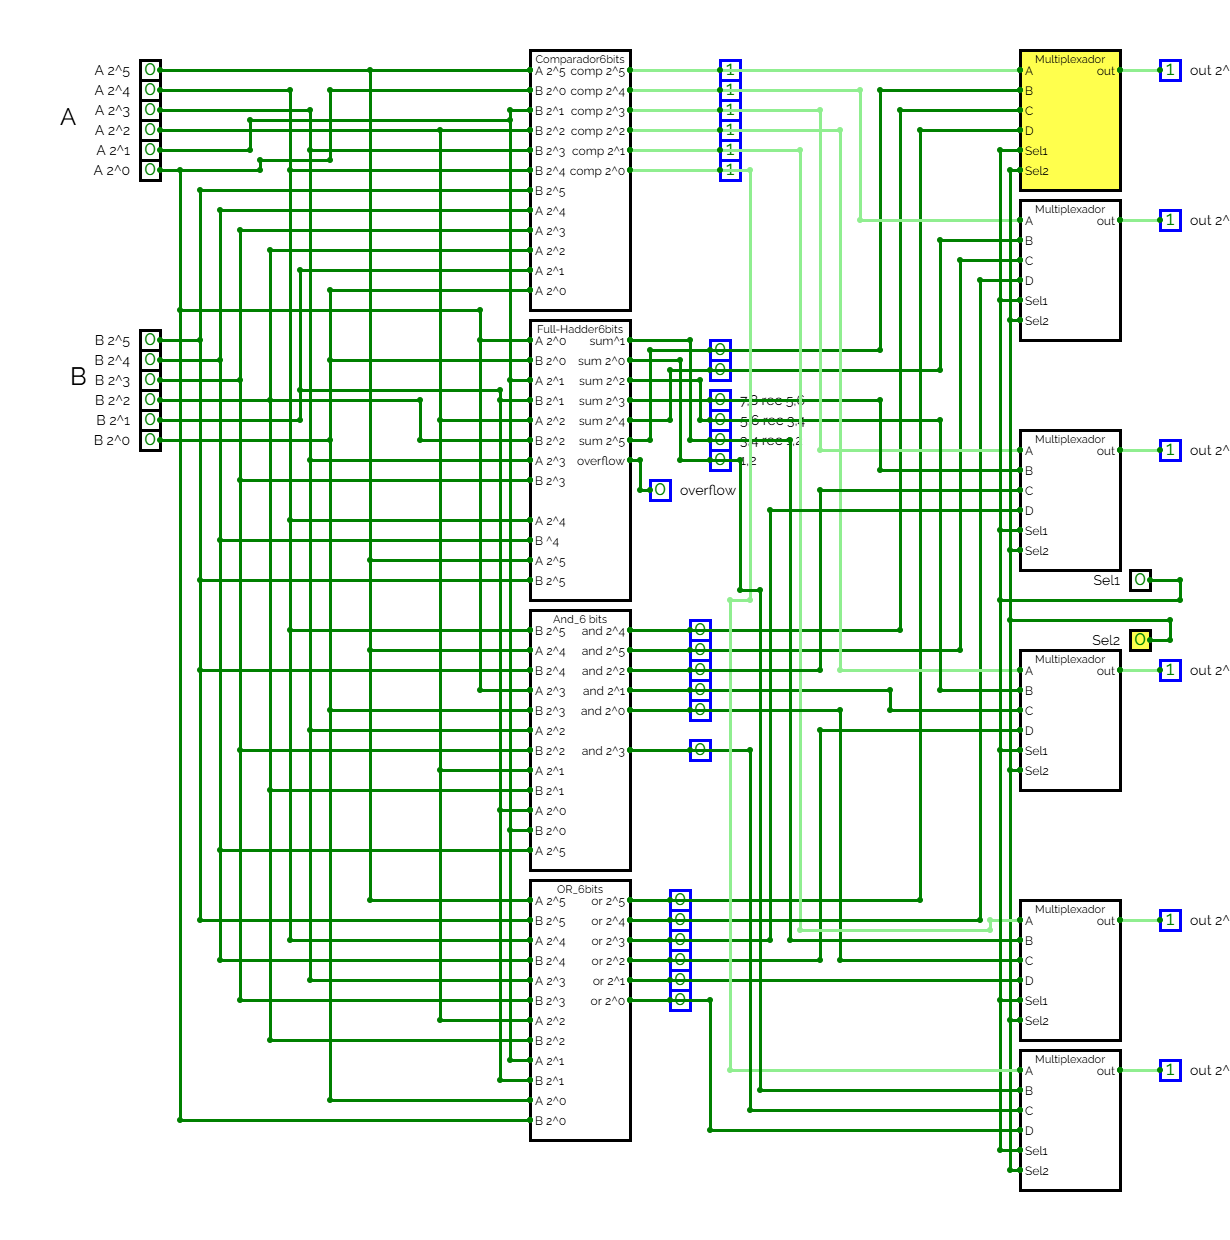 A
A 2^5 0
A 2^4 0
A 2^3 0
A 2^2 0
A 2^1 0
A 2^0 0
B
B 2^5 0
B 2^4 0
B 2^3 0
B 2^2 0
B 2^1 0
B 2^0 0
Comparador6bits
A 2^5 comp 2^5 1
B 2^0 comp 2^4 1
B 2^1 comp 2^3 1
B 2^2 comp 2^2 1
B 2^3 comp 2^1 1
B 2^4 comp 2^0 1
B 2^5
A 2^4
A 2^3
A 2^2
A 2^1
A 2^0
Full-Hadder6bits
A 2^0 sum^1 0
B 2^0 sum 2^0 0
A 2^1 sum 2^2
B 2^1 sum 2^3 0 7,8 rec 5,6
A 2^2 sum 2^4 0 5,6 rec 3,4
B 2^2 sum 2^5 0 3,4 rec 1,2
A 2^3 overflow 0 1,2
B 2^3 0 overflow
A 2^4
B ^4
A 2^5
B 2^5
And_6 bits
B 2^5 and 2^4 0
A 2^4 and 2^5 0
B 2^4 and 2^2 0
A 2^3 and 2^1 0
B 2^3 and 2^0 0
A 2^2
B 2^2 and 2^3 0
A 2^1
B 2^1
A 2^0
B 2^0
A 2^5
OR_6bits
A 2^5 or 2^5 0
B 2^5 or 2^4 0
A 2^4 or 2^3 0
B 2^4 or 2^2 0
A 2^3 or 2^1 0
B 2^3 or 2^0 0
A 2^2
B 2^2
A 2^1
B 2^1
A 2^0
B 2^0
Multiplexador
A out 1 out 2^
B
C
D
Sel1
Sel2
Multiplexador
A out 1 out 2^
B
C
D
Sel1
Sel2
Multiplexador
A out 1 out 2^
B
C
D
Sel1
Sel2
Sel1 0
Sel2 0
Multiplexador
A out 1 out 2^
B
C
D
Sel1
Sel2
Multiplexador
A out 1 out 2^
B
C
D
Sel1
Sel2
Multiplexador
A out 1 out 2^
B
C
D
Sel1
Sel2